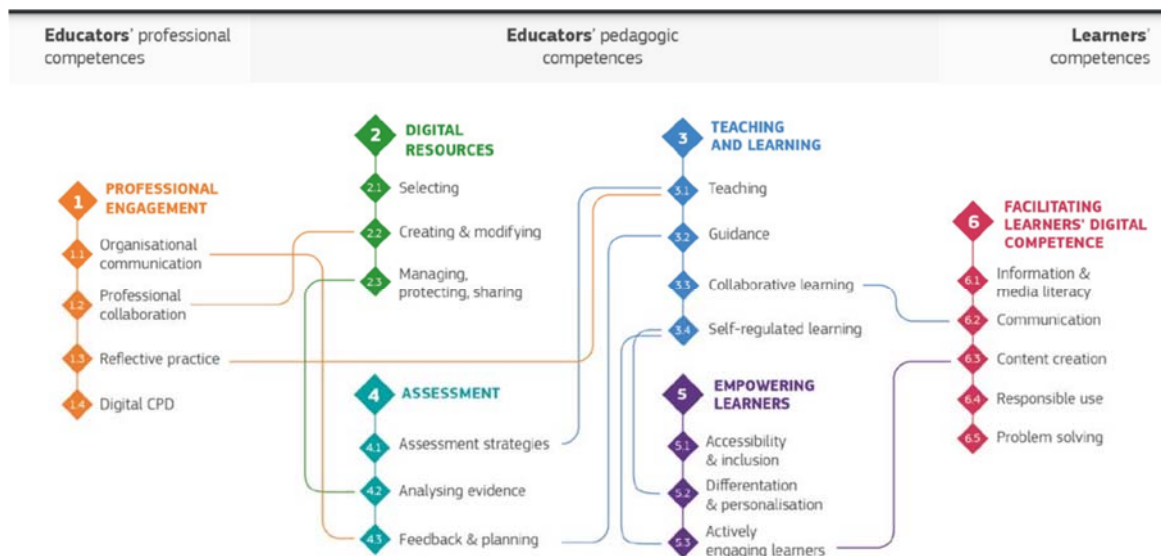 Educators' professional
competences
Educators' pedagogic
competences
Learners'
competences
1
PROFESSIONAL
ENGAGEMENT
1.1
Organisational
communication
1.2
Professional
collaboration
1.3
Reflective practice
1.4
Digital CPD
2
DIGITAL
RESOURCES
2.1
Selecting
2.2
Creating & modifying
2.3
Managing,
protecting, sharing
3
TEACHING
AND LEARNING
3.1
Teaching
3.2
Guidance
3.3
Collaborative learning
3.4
Self-regulated learning
4
ASSESSMENT
4.1
Assessment strategies
4.2
Analysing evidence
4.3
Feedback & planning
5
EMPOWERING
LEARNERS
5.1
Accessibility
& inclusion
5.2
Differentation
& personalisation
5.3
Actively
engaging learners
6
FACILITATING
LEARNERS' DIGITAL
COMPETENCE
6.1
Information &
media literacy
6.2
Communication
6.3
Content creation
6.4
Responsible use
6.5
Problem solving